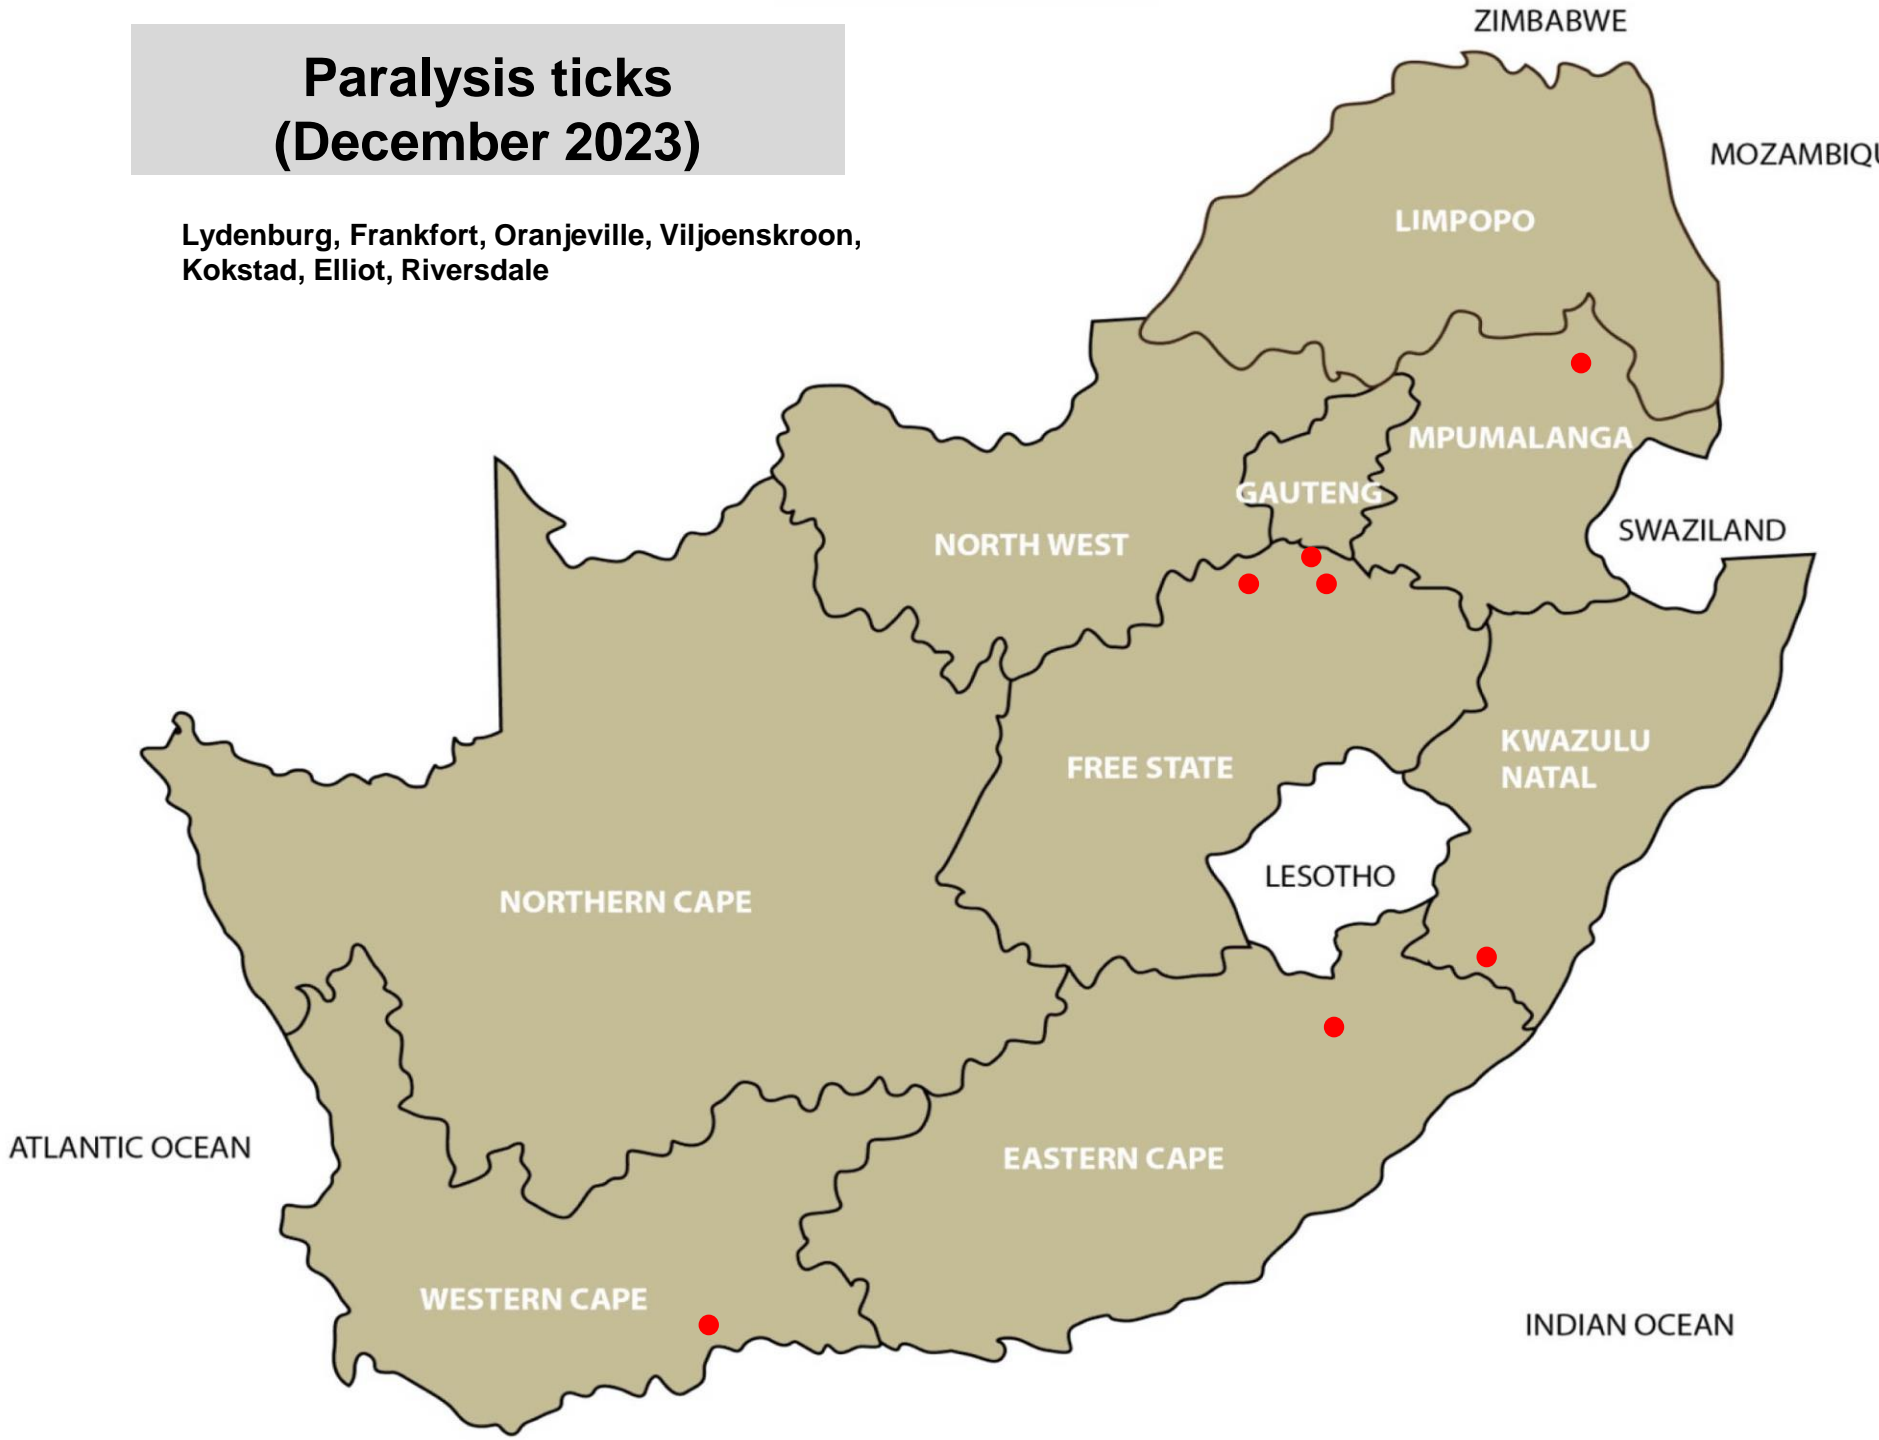 Paralysis ticks
(December 2023)
Lydenburg, Frankfort, Oranjeville, Viljoenskroon,
Kokstad, Elliot, Riversdale
ZIMBABWE
MOZAMBIQU
LIMPOPO
MPUMALANGA
GAUTENG
SWAZILAND
NORTH WEST
KWAZULU
NATAL
FREE STATE
LESOTHO
NORTHERN CAPE
ATLANTIC OCEAN
EASTERN CAPE
WESTERN CAPE
INDIAN OCEAN